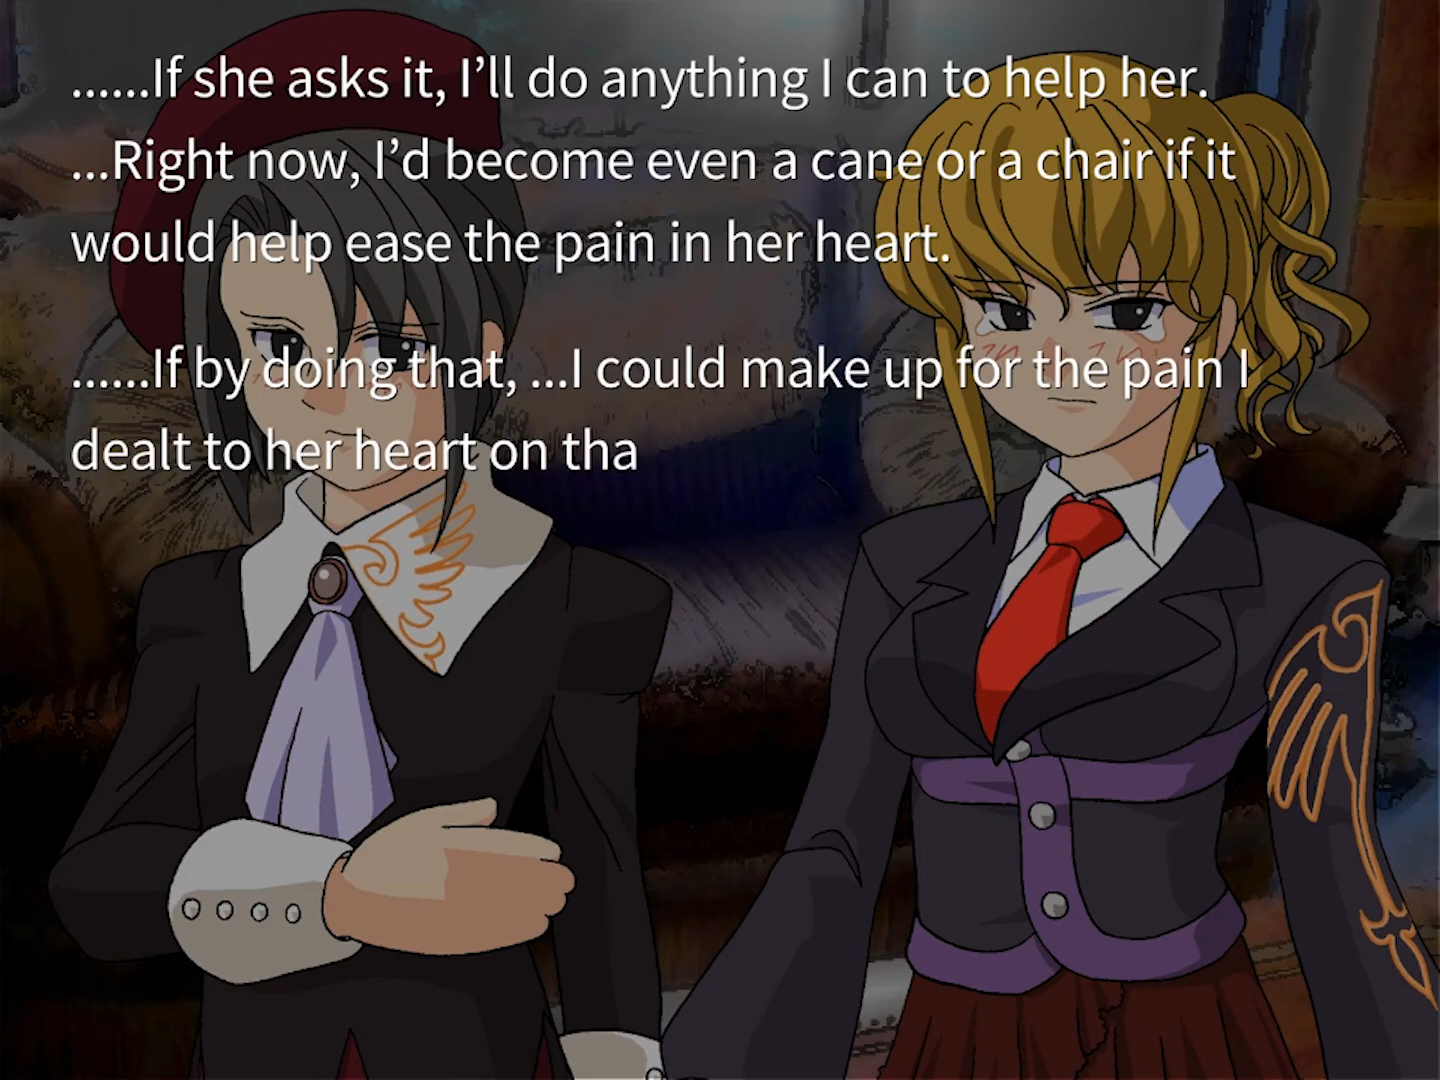 ......If she asks it, I’ll do anything I can to help her.
...Right now, I’d become even a cane or a chair if it
would help ease the pain in her heart.
......If by doing that, ...I could make up for the pain I
dealt to her heart on tha